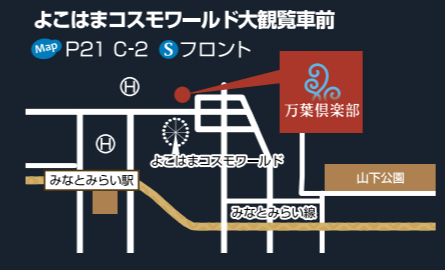 よこはまコスモワールド大観覧車前
Map P21 C-2 S フロント
万葉倶楽部
H
H
よこはまコスモワールド
みなとみらい駅
山下公園
みなとみらい線